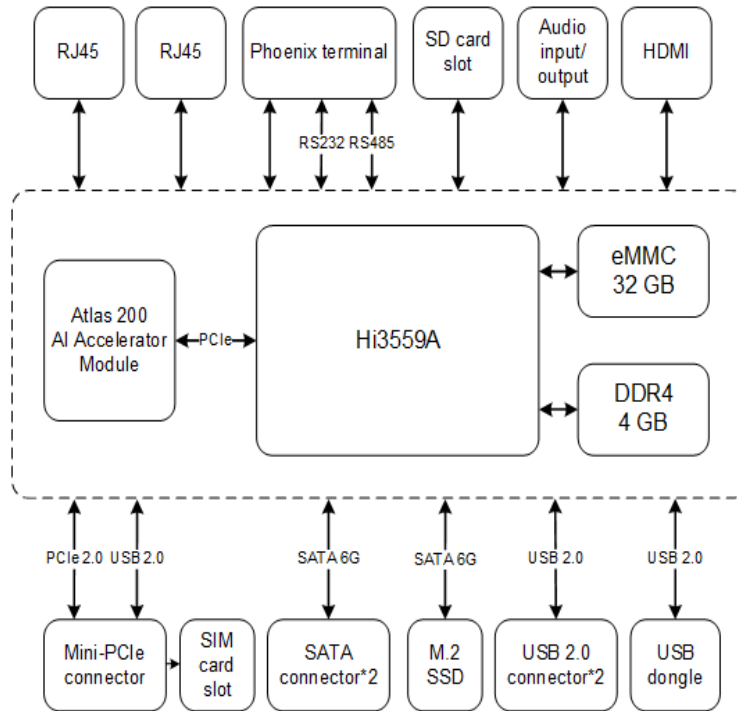 RJ45
RJ45
Phoenix terminal
SD card
slot
Audio
input/
output
HDMI
RS232
RS485
Atlas 200
AI Accelerator
Module
PCIe
Hi3559A
eMMC
32 GB
DDR4
4 GB
PCIe 2.0
USB 2.0
SATA 6G
SATA 6G
USB 2.0
USB 2.0
Mini-PCIe
connector
SIM
card
slot
SATA
connector*2
M.2
SSD
USB 2.0
connector*2
USB
dongle